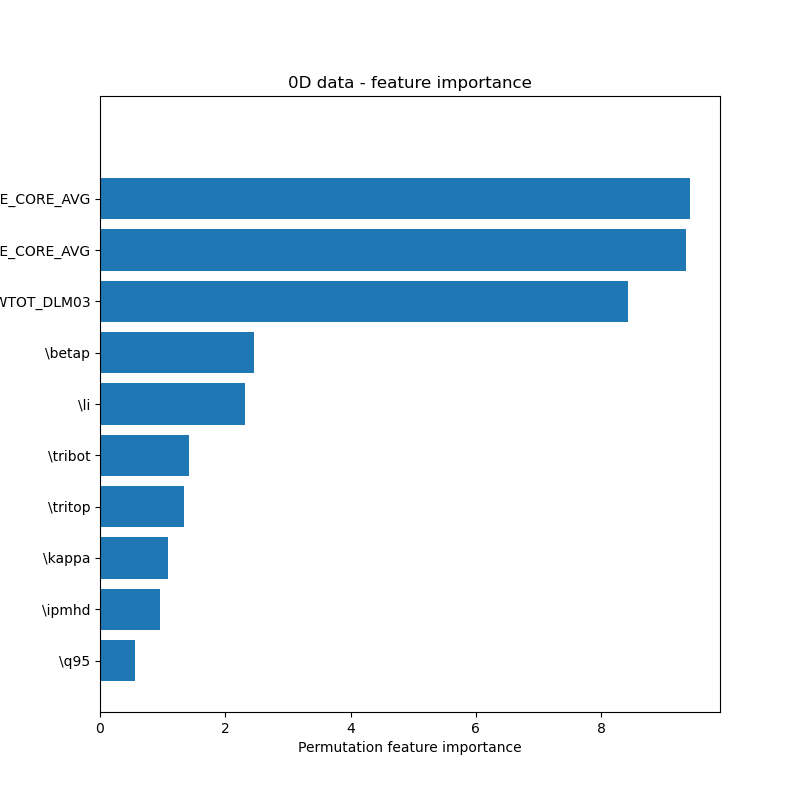 0D data - feature importance
E_CORE_AVG
E_CORE_AVG
WTOT_DLM03
\betap
\li
\tribot
\tritop
\kappa
\ipmhd
\q95
0 2 4 6 8
Permutation feature importance